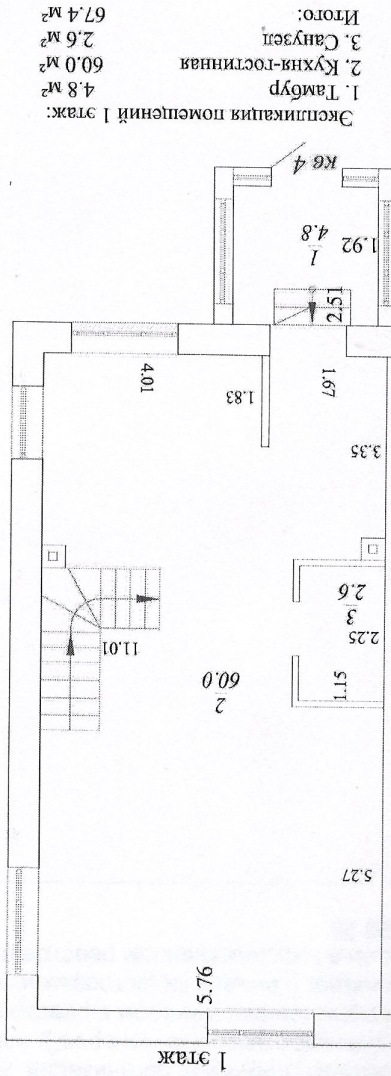 1 этаж
5.76
5.27
1.15
2.25
3
2.6
2
60.0
11.01
3.35
1.83
1.67
4.01
2.51
1.92
1
4.8
кв 4
Экспликация помещений 1 этаж:
1. Тамбур 4.8 м²
2. Кухня-гостинная 60.0 м²
3. Санузел 2.6 м²
Итого: 67.4 м²